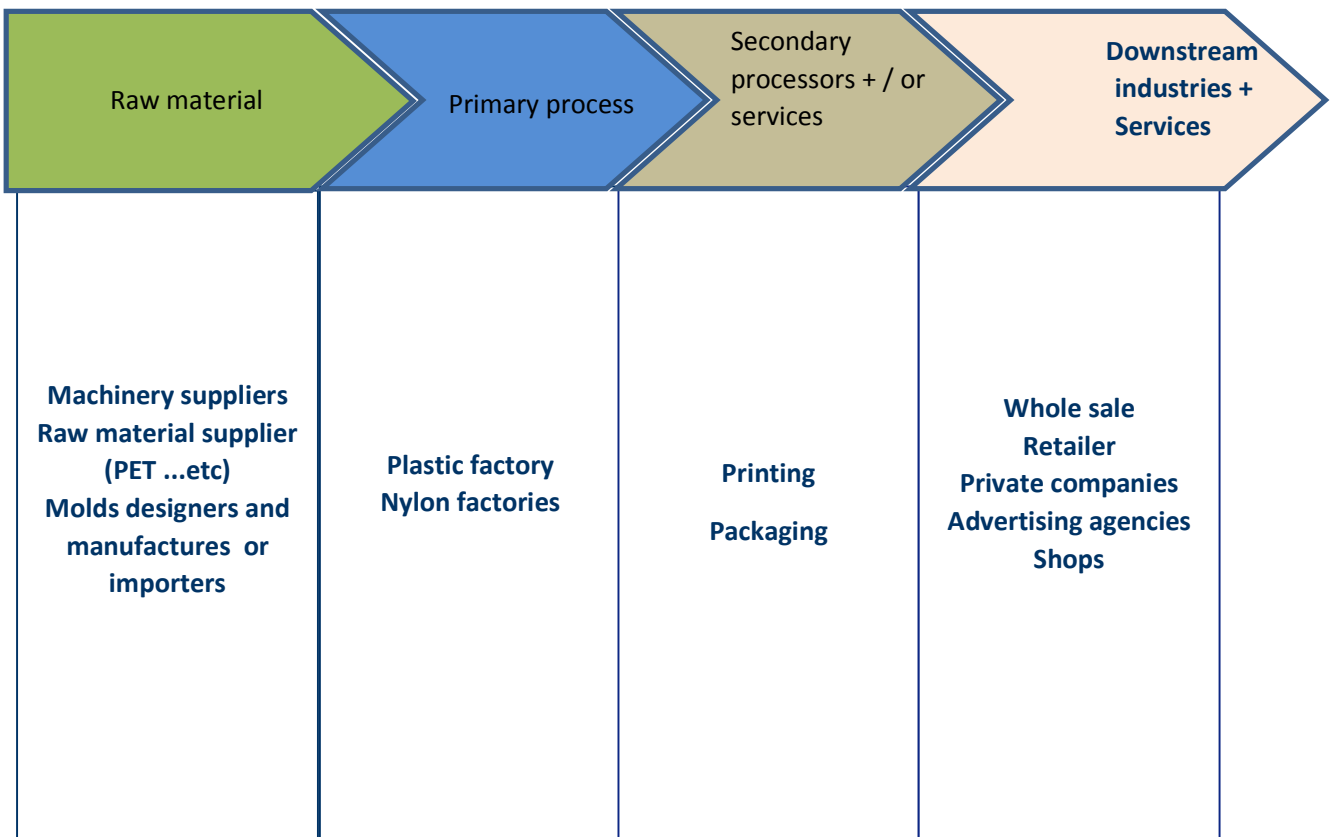 Raw material
Primary process
Secondary
processors + / or
services
Downstream
industries +
Services
Machinery suppliers
Raw material supplier
(PET ...etc)
Molds designers and
manufactures or
importers
Plastic factory
Nylon factories
Printing
Packaging
Whole sale
Retailer
Private companies
Advertising agencies
Shops